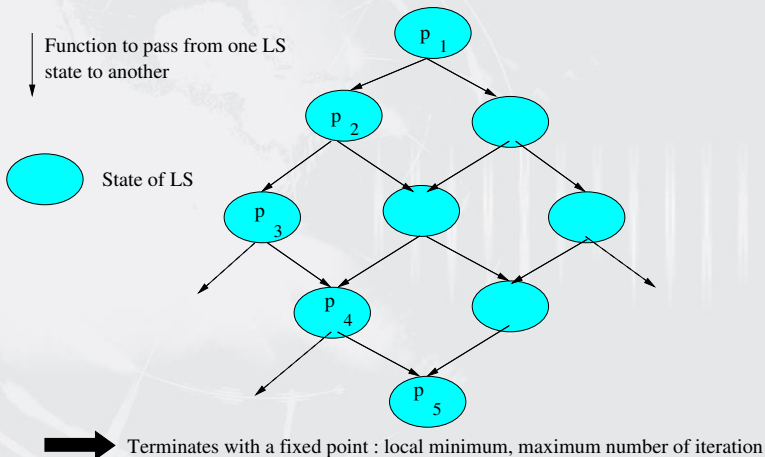 Function to pass from one LS
state to another
p 1
p 2
State of LS
p 3
p 4
p 5
Terminates with a fixed point : local minimum, maximum number of iteration